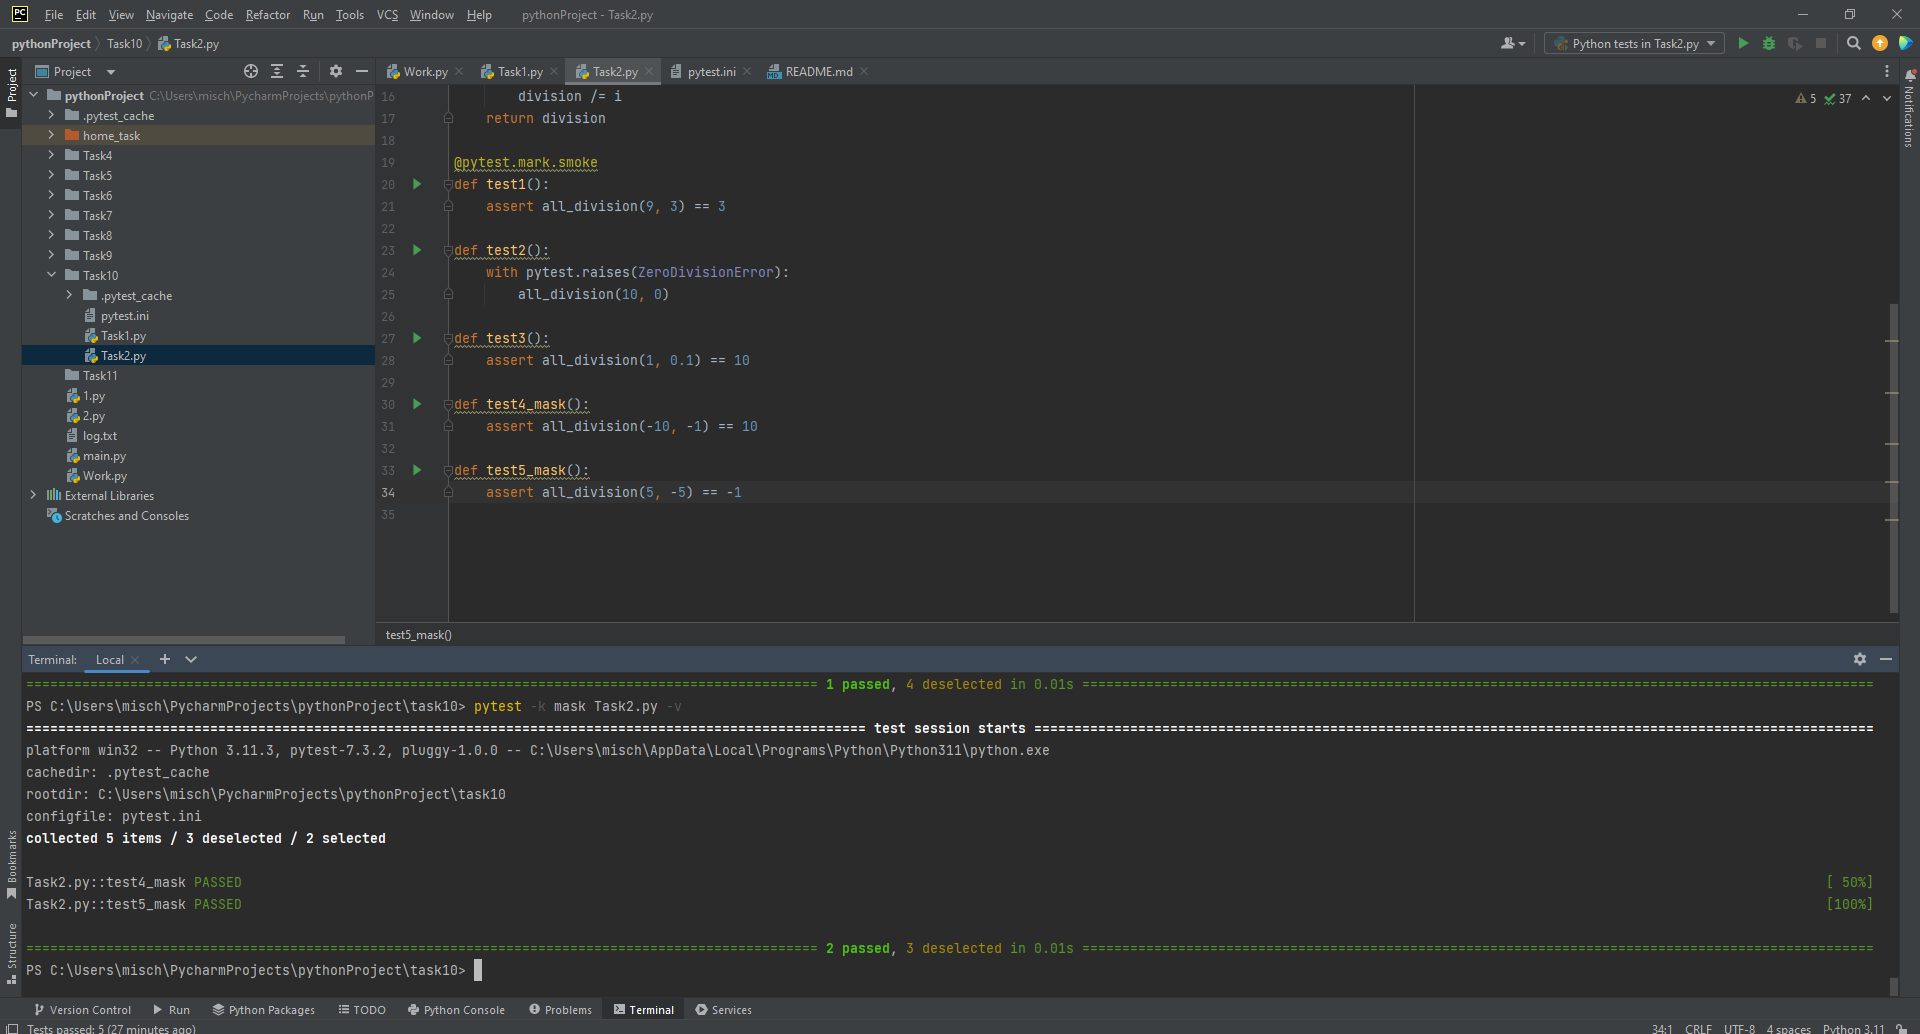 PC File Edit View Navigate Code Refactor Run Tools VCS Window Help pythonProject - Task2.py
pythonProject Task10 Task2.py Python tests in Task2.py
Project Project Work.py Task1.py Task2.py pytest.ini README.md Notifications
pythonProject C:\Users\misch\PycharmProjects\pythonP
.pytest_cache
home_task
Task4
Task5
Task6
Task7
Task8
Task9
Task10
.pytest_cache
pytest.ini
Task1.py
Task2.py
Task11
1.py
2.py
log.txt
main.py
Work.py
External Libraries
Scratches and Consoles
5 37
16 division /= i
17 return division
18
19 @pytest.mark.smoke
20 def test1():
21 assert all_division(9, 3) == 3
22
23 def test2():
24 with pytest.raises(ZeroDivisionError):
25 all_division(10, 0)
26
27 def test3():
28 assert all_division(1, 0.1) == 10
29
30 def test4_mask():
31 assert all_division(-10, -1) == 10
32
33 def test5_mask():
34 assert all_division(5, -5) == -1
35
test5_mask()
Terminal: Local
1 passed, 4 deselected in 0.01s
PS C:\Users\misch\PycharmProjects\pythonProject\task10> pytest -k mask Task2.py -v
test session starts
platform win32 -- Python 3.11.3, pytest-7.3.2, pluggy-1.0.0 -- C:\Users\misch\AppData\Local\Programs\Python\Python311\python.exe
cachedir: .pytest_cache
rootdir: C:\Users\misch\PycharmProjects\pythonProject\task10
configfile: pytest.ini
collected 5 items / 3 deselected / 2 selected
Task2.py::test4_mask PASSED [ 50%]
Task2.py::test5_mask PASSED [100%]
2 passed, 3 deselected in 0.01s
PS C:\Users\misch\PycharmProjects\pythonProject\task10>
Bookmarks
Structure
Version Control Run Python Packages TODO Python Console Problems Terminal Services
Tests passed: 5 (27 minutes ago) 34:1 CRLF UTF-8 4 spaces Python 3.11